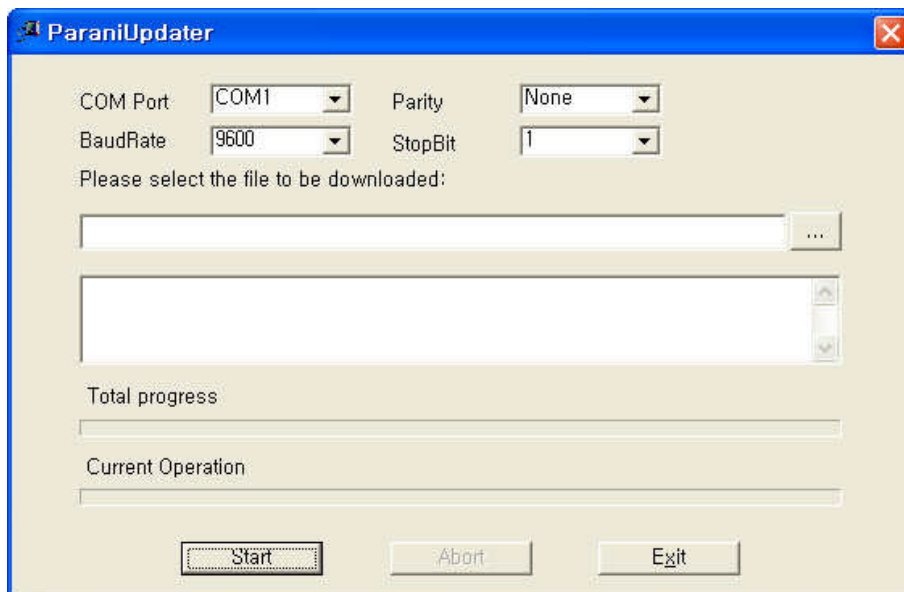 ParaniUpdater
COM Port COM1 Parity None
BaudRate 9600 StopBit 1
Please select the file to be downloaded:
...
Total progress
Current Operation
Start Abort Exit